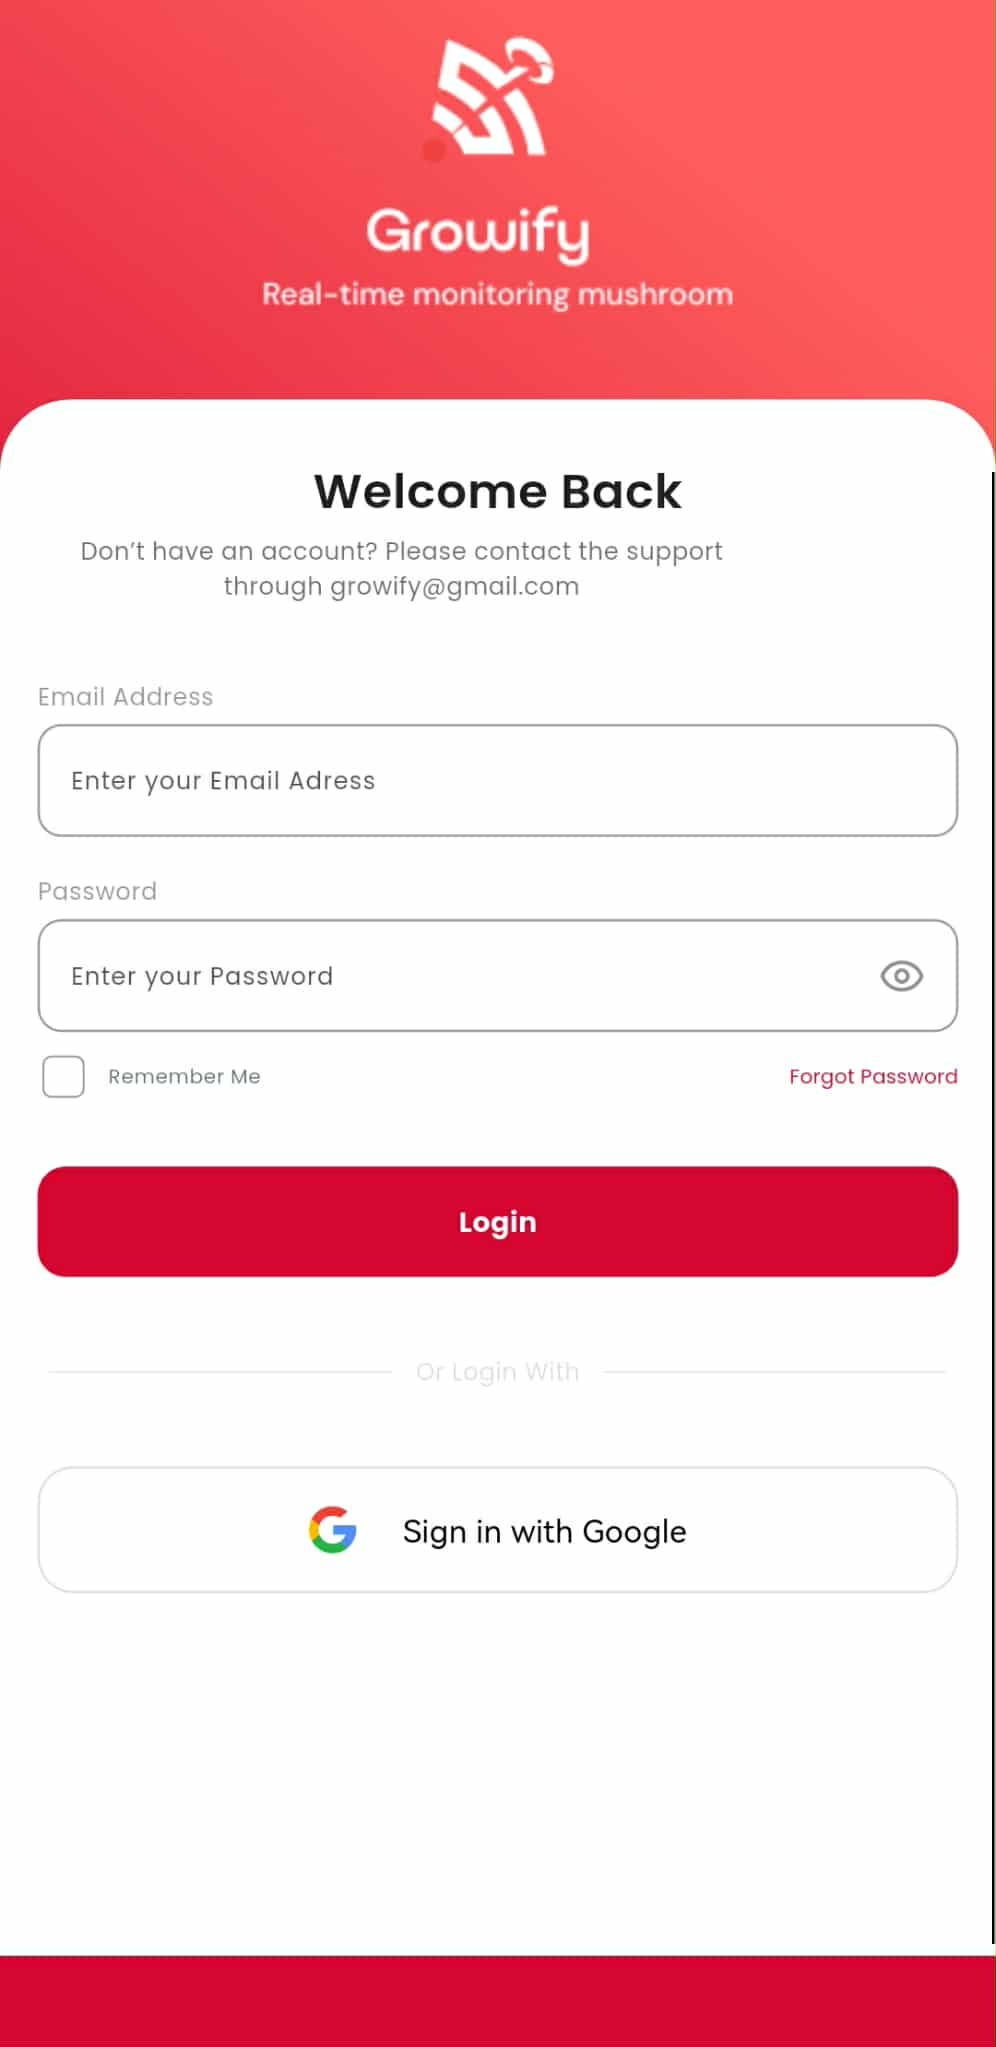 Growify
Real-time monitoring mushroom
Welcome Back
Don't have an account? Please contact the support
through growify@gmail.com
Email Address
Enter your Email Adress
Password
Enter your Password
Remember Me
Forgot Password
Login
Or Login With
Sign in with Google